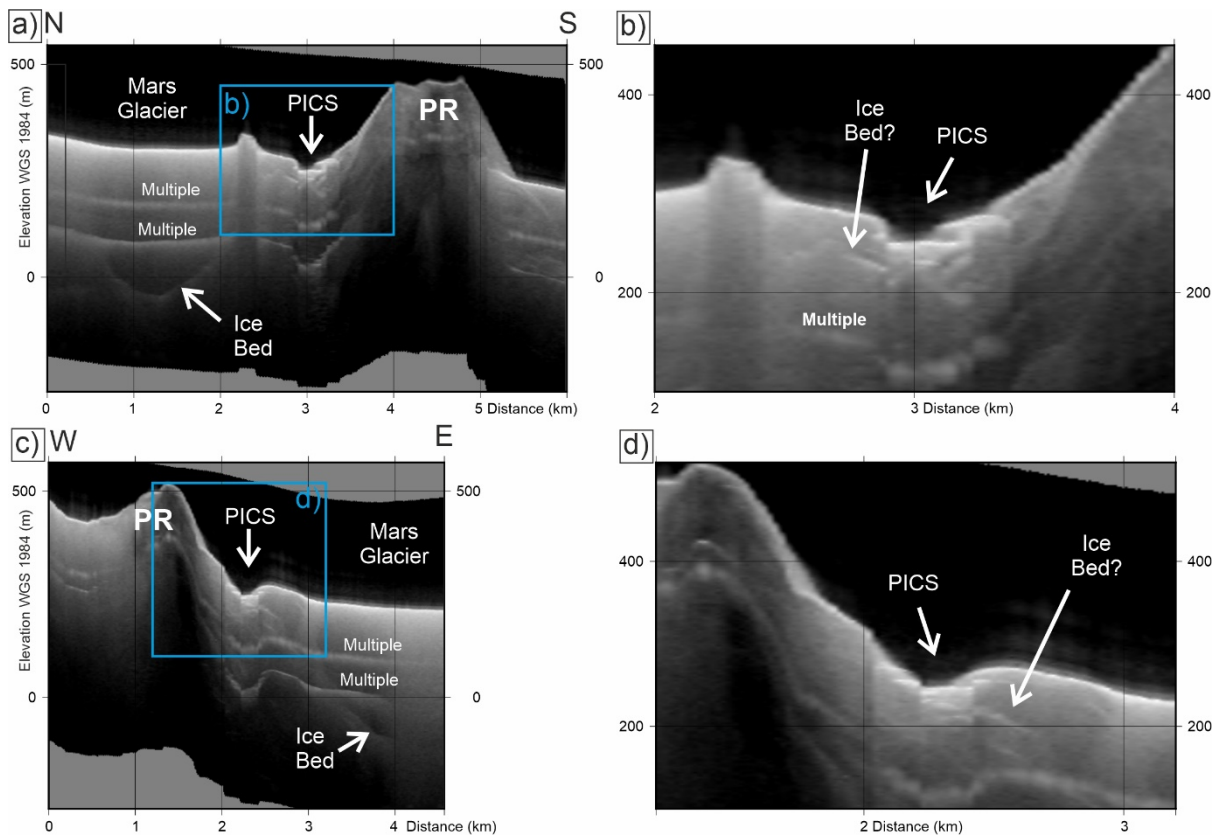 a) N S
500
500
Mars
Glacier
b)
PICS
PR
Elevation WGS 1984 (m)
Multiple
Multiple
0
0
Ice
Bed
0 1 2 3 4 5 Distance (km)
b)
400
400
Ice
Bed?
PICS
200
200
Multiple
2 3 Distance (km) 4
c) W E
500
500
PR
d)
PICS
Mars
Glacier
Elevation WGS 1984 (m)
Multiple
Multiple
0
0
Ice
Bed
0 1 2 3 4 Distance (km)
d)
400
400
Ice
Bed?
PICS
200
200
2 Distance (km) 3